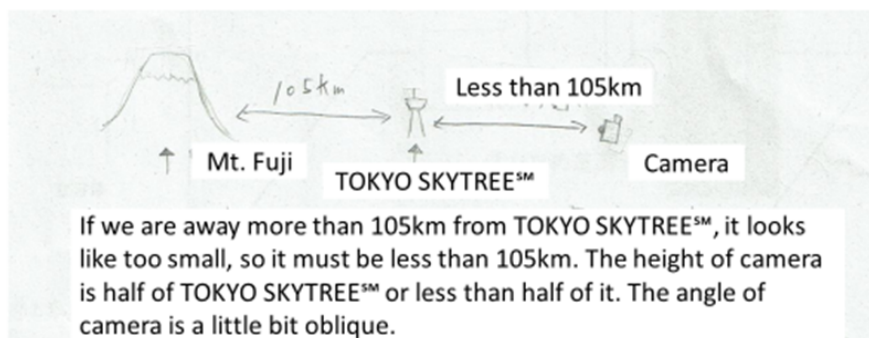 105km
Less than 105km
Mt. Fuji
TOKYO SKYTREE℠
Camera
If we are away more than 105km from TOKYO SKYTREE℠, it looks
like too small, so it must be less than 105km. The height of camera
is half of TOKYO SKYTREE℠ or less than half of it. The angle of
camera is a little bit oblique.